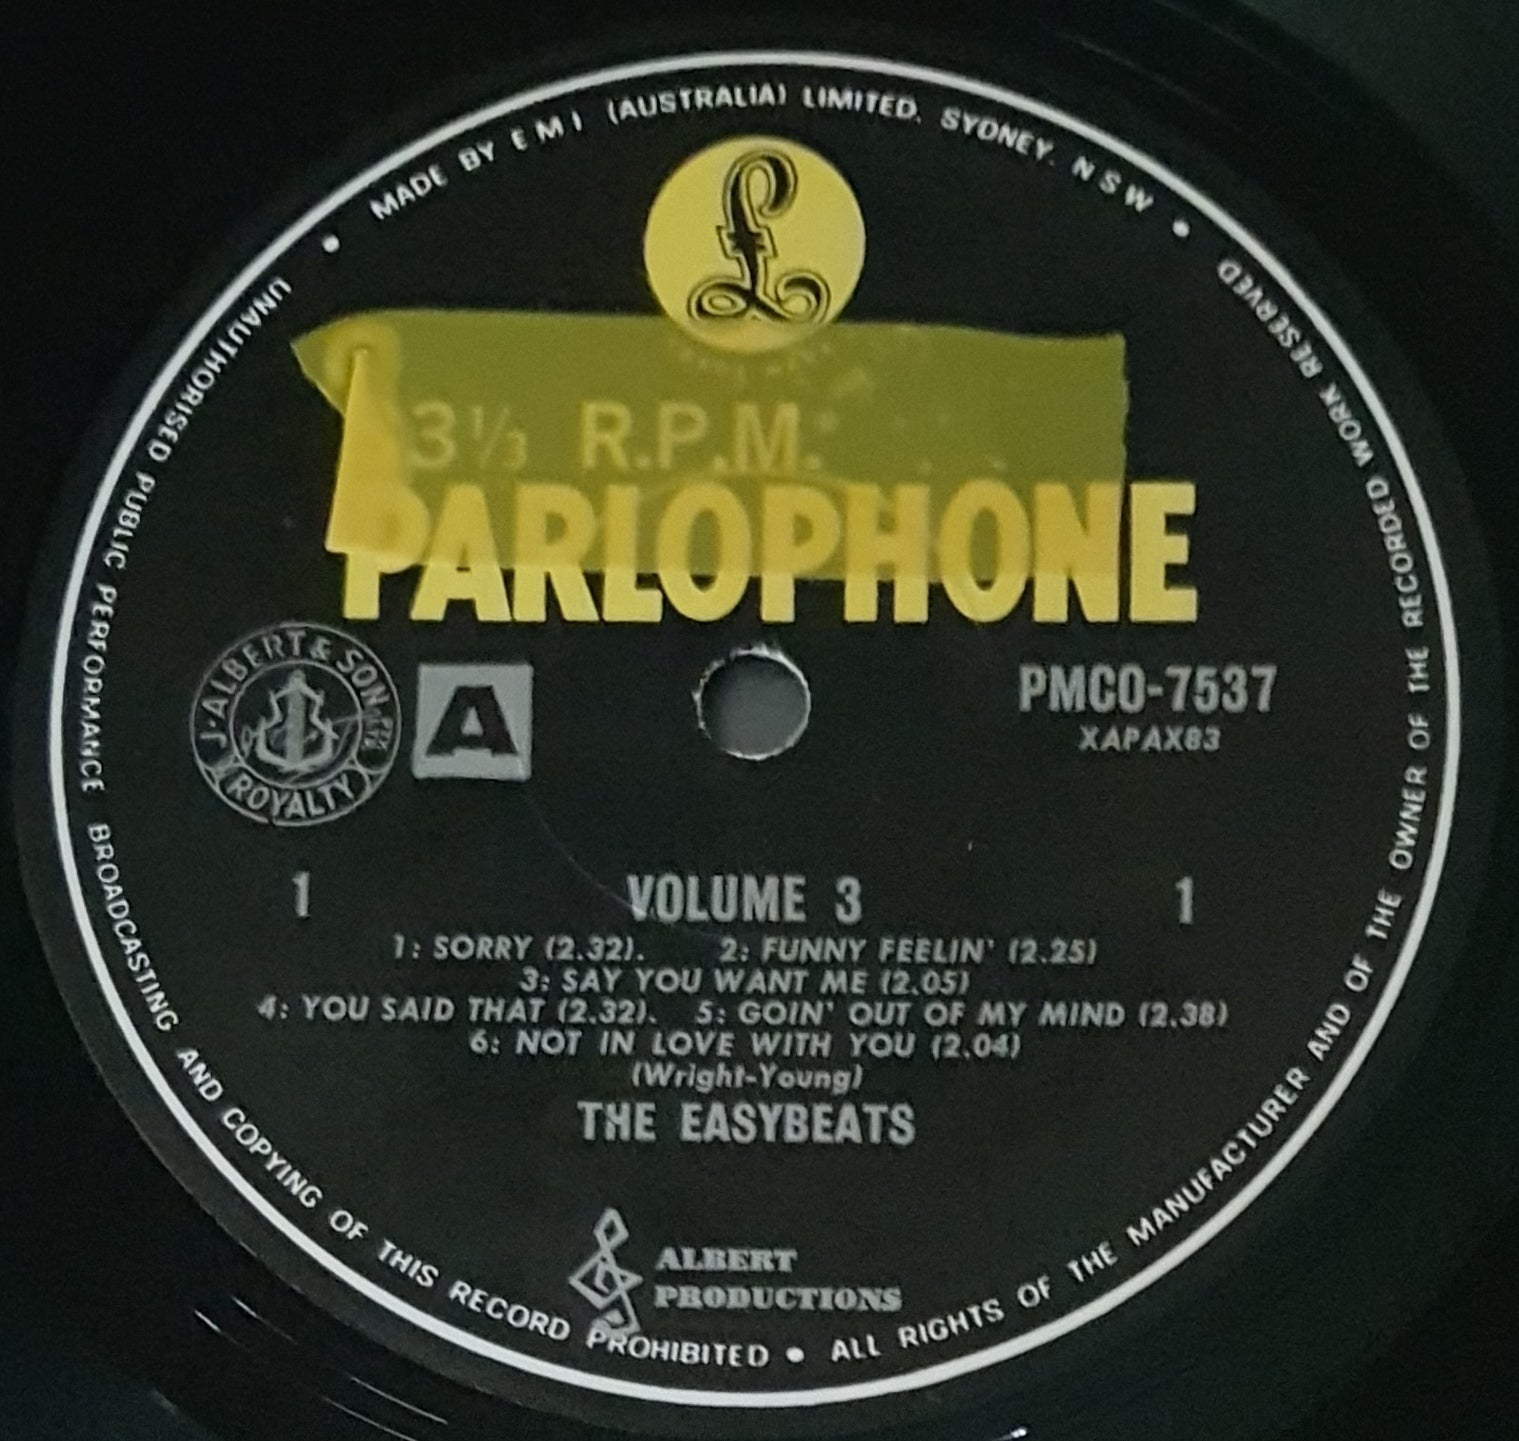 MADE BY E M I (AUSTRALIA) LIMITED. SYDNEY. N S W •
£
3⅓ R.P.M.
PARLOPHONE
J. ALBERT & SON
ROYALTY
A
PMCO-7537
XAPAX83
1 VOLUME 3 1
1: SORRY (2.32). 2: FUNNY FEELIN' (2.25)
3: SAY YOU WANT ME (2.05)
4: YOU SAID THAT (2.32). 5: GOIN' OUT OF MY MIND (2.38)
6: NOT IN LOVE WITH YOU (2.04)
(Wright-Young)
THE EASYBEATS
ALBERT
PRODUCTIONS
UNAUTHORISED PUBLIC PERFORMANCE BROADCASTING AND COPYING OF THIS RECORD PROHIBITED • ALL RIGHTS OF THE MANUFACTURER AND OF THE OWNER OF THE RECORDED WORK RESERVED